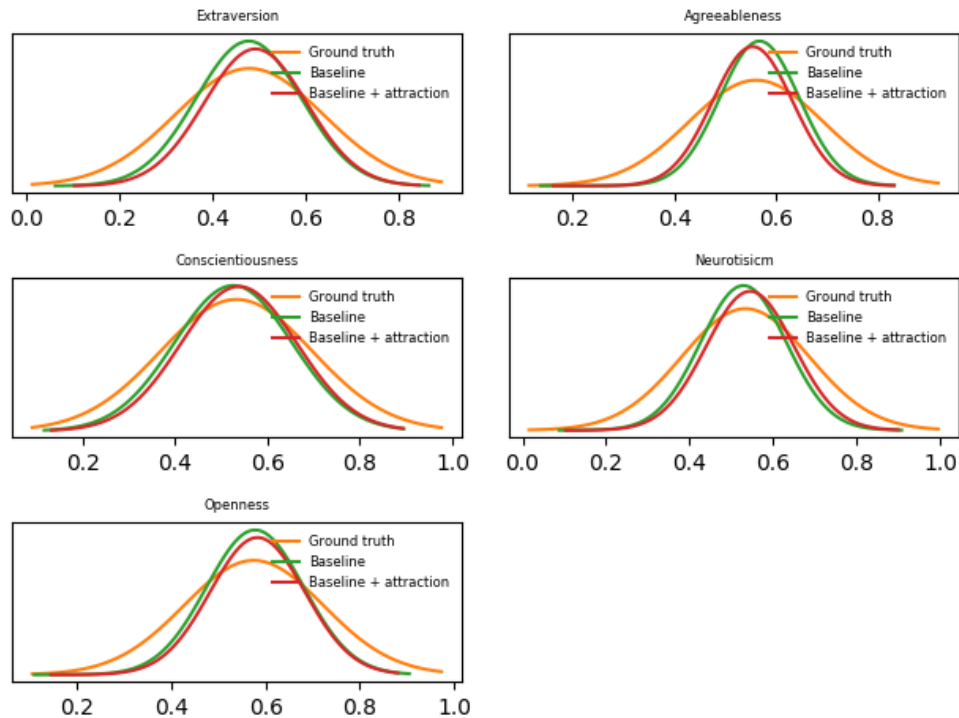 Extraversion
Ground truth
Baseline
Baseline + attraction
0.0 0.2 0.4 0.6 0.8
Agreeableness
Ground truth
Baseline
Baseline + attraction
0.2 0.4 0.6 0.8
Conscientiousness
Ground truth
Baseline
Baseline + attraction
0.2 0.4 0.6 0.8 1.0
Neurotisicm
Ground truth
Baseline
Baseline + attraction
0.0 0.2 0.4 0.6 0.8 1.0
Openness
Ground truth
Baseline
Baseline + attraction
0.2 0.4 0.6 0.8 1.0